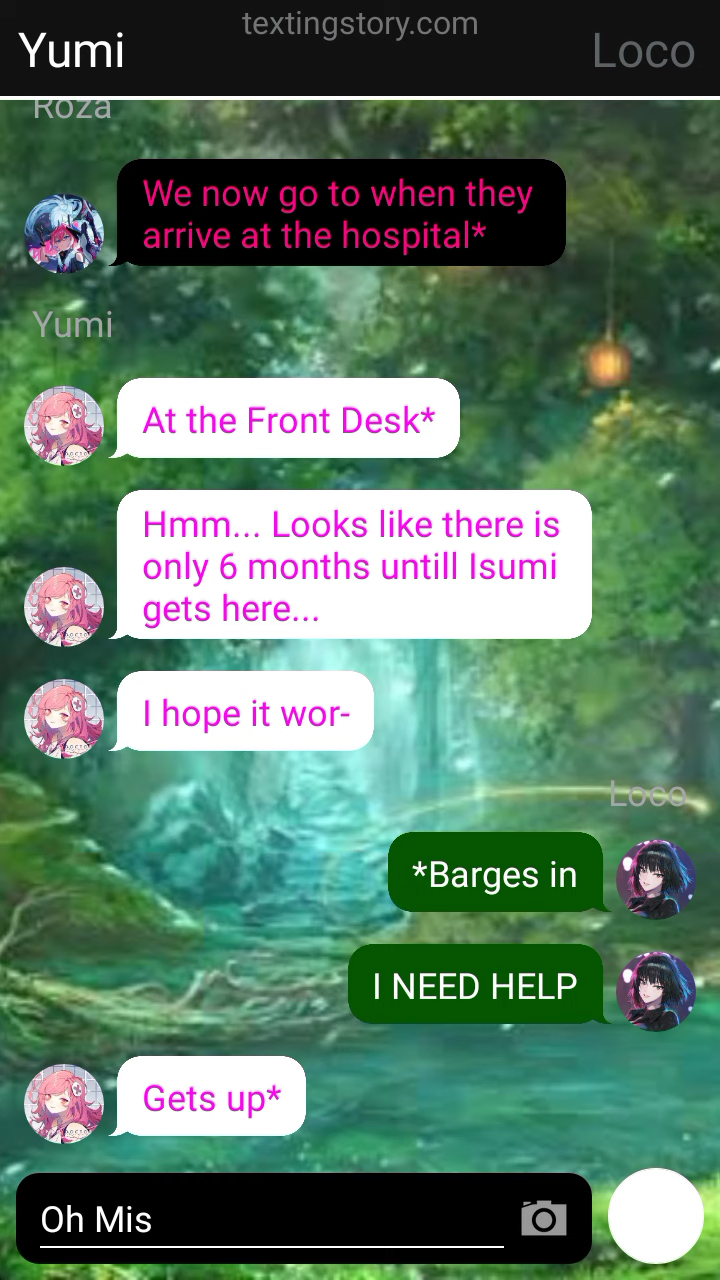 textingstory.com
Yumi
Loco
Roza
We now go to when they
arrive at the hospital*
Yumi
At the Front Desk*
Hmm... Looks like there is
only 6 months untill Isumi
gets here...
I hope it wor-
Loco
*Barges in
I NEED HELP
Gets up*
Oh Mis